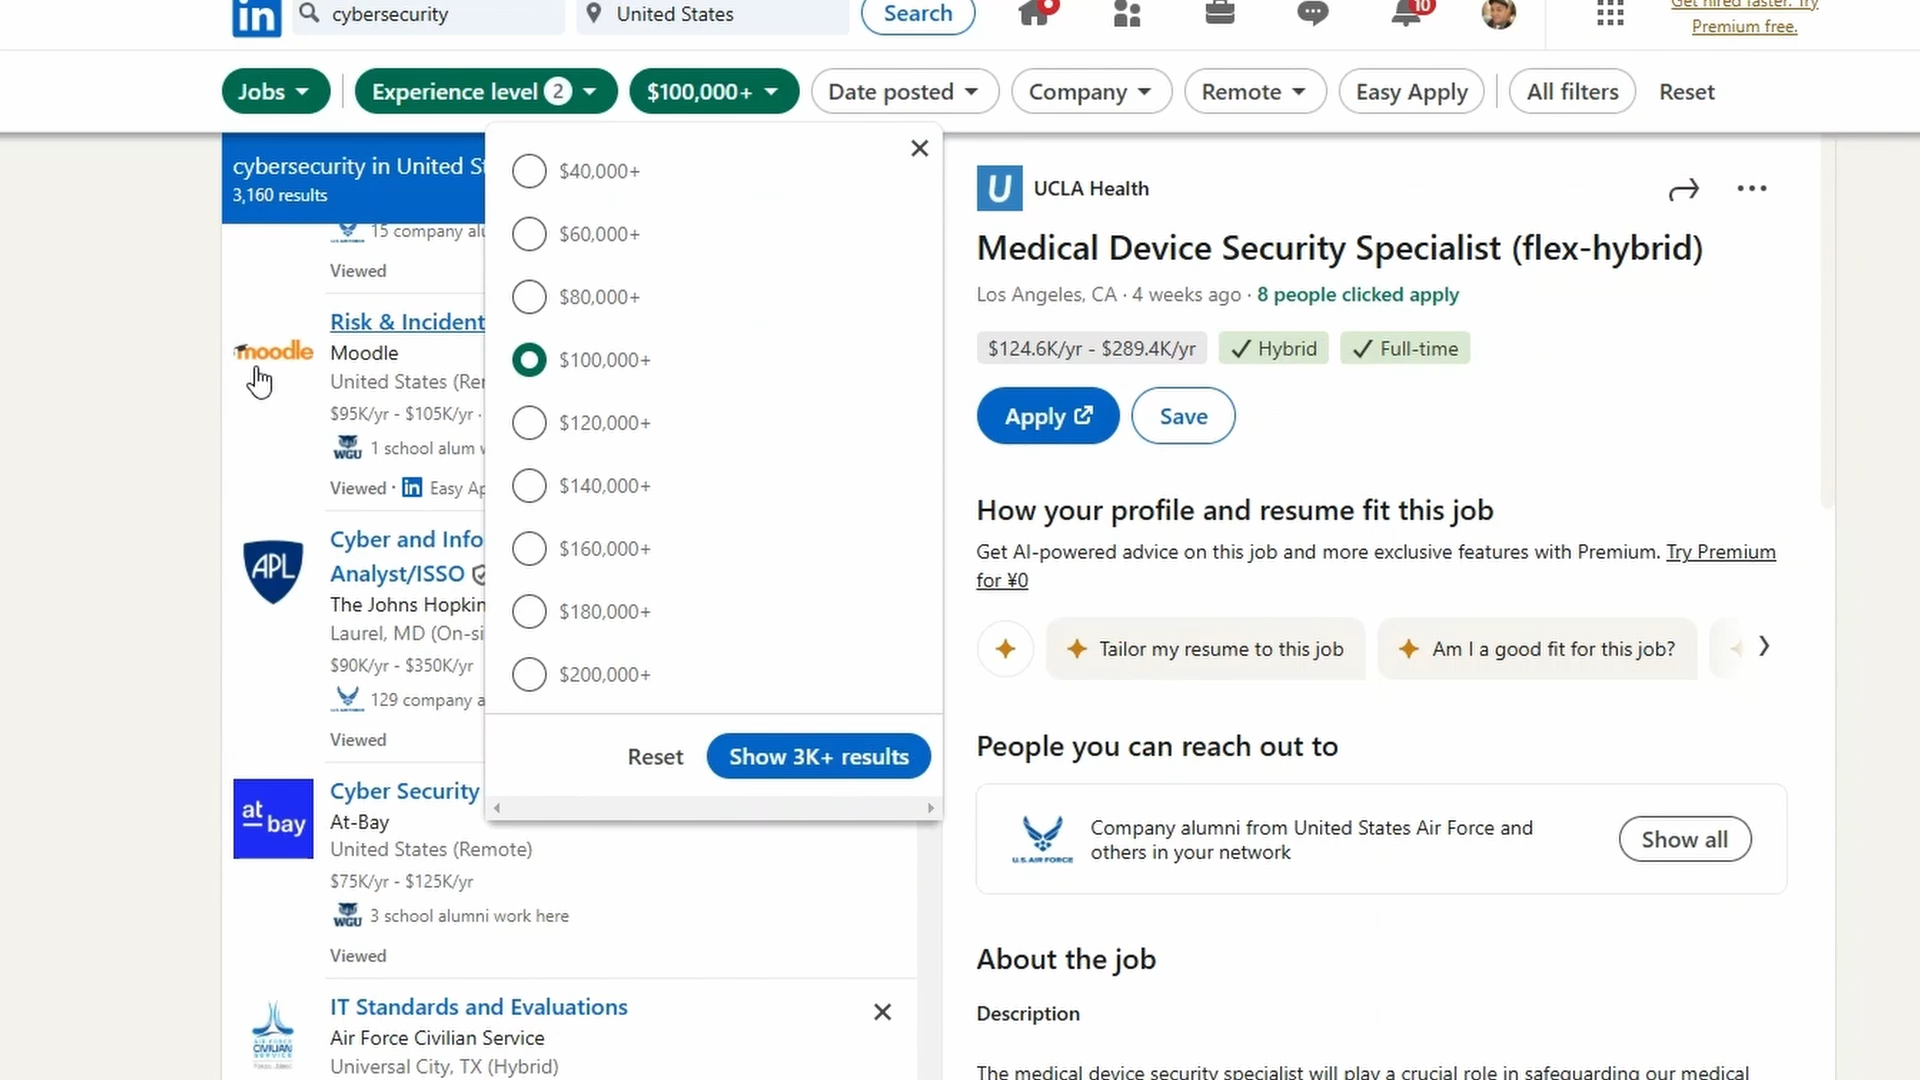 in
cybersecurity
United States
Search
10
Get hired faster. Try
Premium free.
Jobs
Experience level 2
$100,000+
Date posted
Company
Remote
Easy Apply
All filters
Reset
cybersecurity in United St
3,160 results
15 company alu
Viewed
Risk & Incident
moodle
Moodle
United States (Rer
$95K/yr - $105K/yr ·
WGU
1 school alum w
Viewed · in Easy Ap
APL
Cyber and Info
Analyst/ISSO
The Johns Hopkin
Laurel, MD (On-si
$90K/yr - $350K/yr
129 company a
Viewed
at bay
Cyber Security
At-Bay
United States (Remote)
$75K/yr - $125K/yr
WGU
3 school alumni work here
Viewed
IT Standards and Evaluations
AIR FORCE
CIVILIAN
SERVICE
Air Force Civilian Service
Universal City, TX (Hybrid)
$40,000+
$60,000+
$80,000+
$100,000+
$120,000+
$140,000+
$160,000+
$180,000+
$200,000+
Reset
Show 3K+ results
U
UCLA Health
Medical Device Security Specialist (flex-hybrid)
Los Angeles, CA · 4 weeks ago · 8 people clicked apply
$124.6K/yr - $289.4K/yr
Hybrid
Full-time
Apply
Save
How your profile and resume fit this job
Get AI-powered advice on this job and more exclusive features with Premium. Try Premium
for ¥0
Tailor my resume to this job
Am I a good fit for this job?
People you can reach out to
U.S. AIR FORCE
Company alumni from United States Air Force and
others in your network
Show all
About the job
Description
The medical device security specialist will play a crucial role in safeguarding our medical